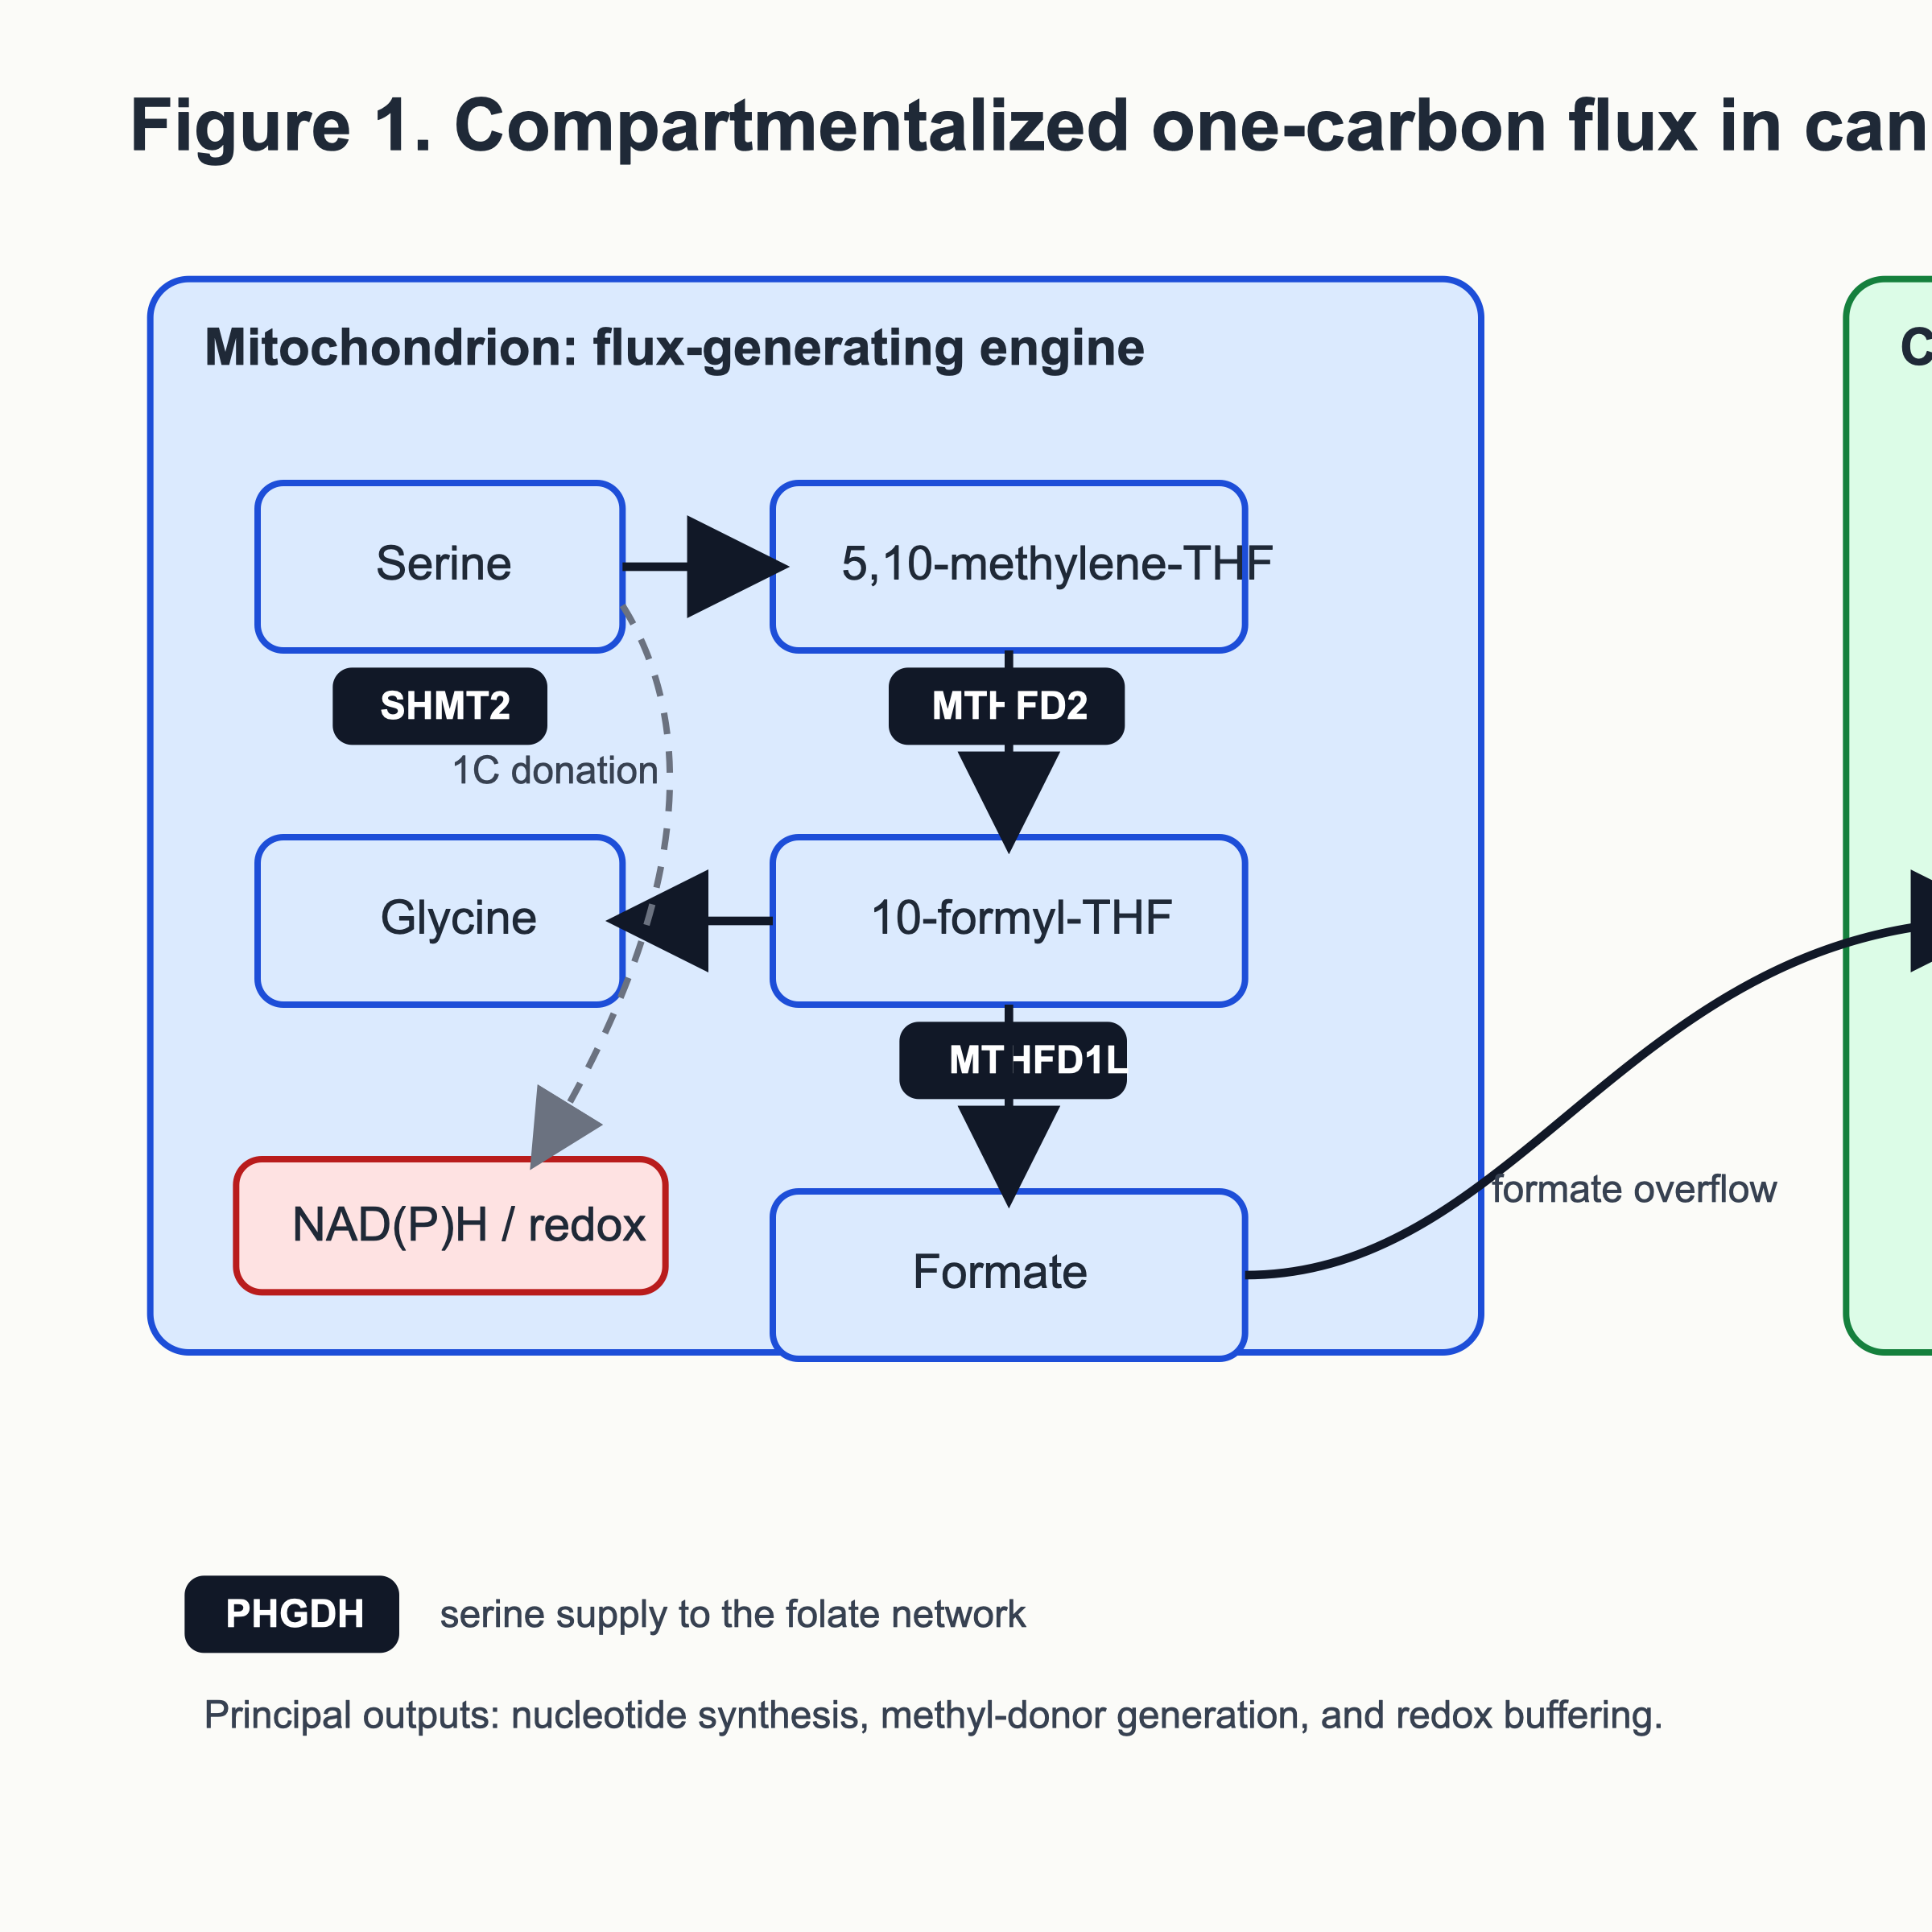 Figure 1. Compartmentalized one-carbon flux in can
Mitochondrion: flux-generating engine
C
Serine
5,10-methylene-THF
SHMT2
MTHFD2
1C donation
Glycine
10-formyl-THF
MTHFD1L
NAD(P)H / redox
formate overflow
Formate
PHGDH
serine supply to the folate network
Principal outputs: nucleotide synthesis, methyl-donor generation, and redox buffering.